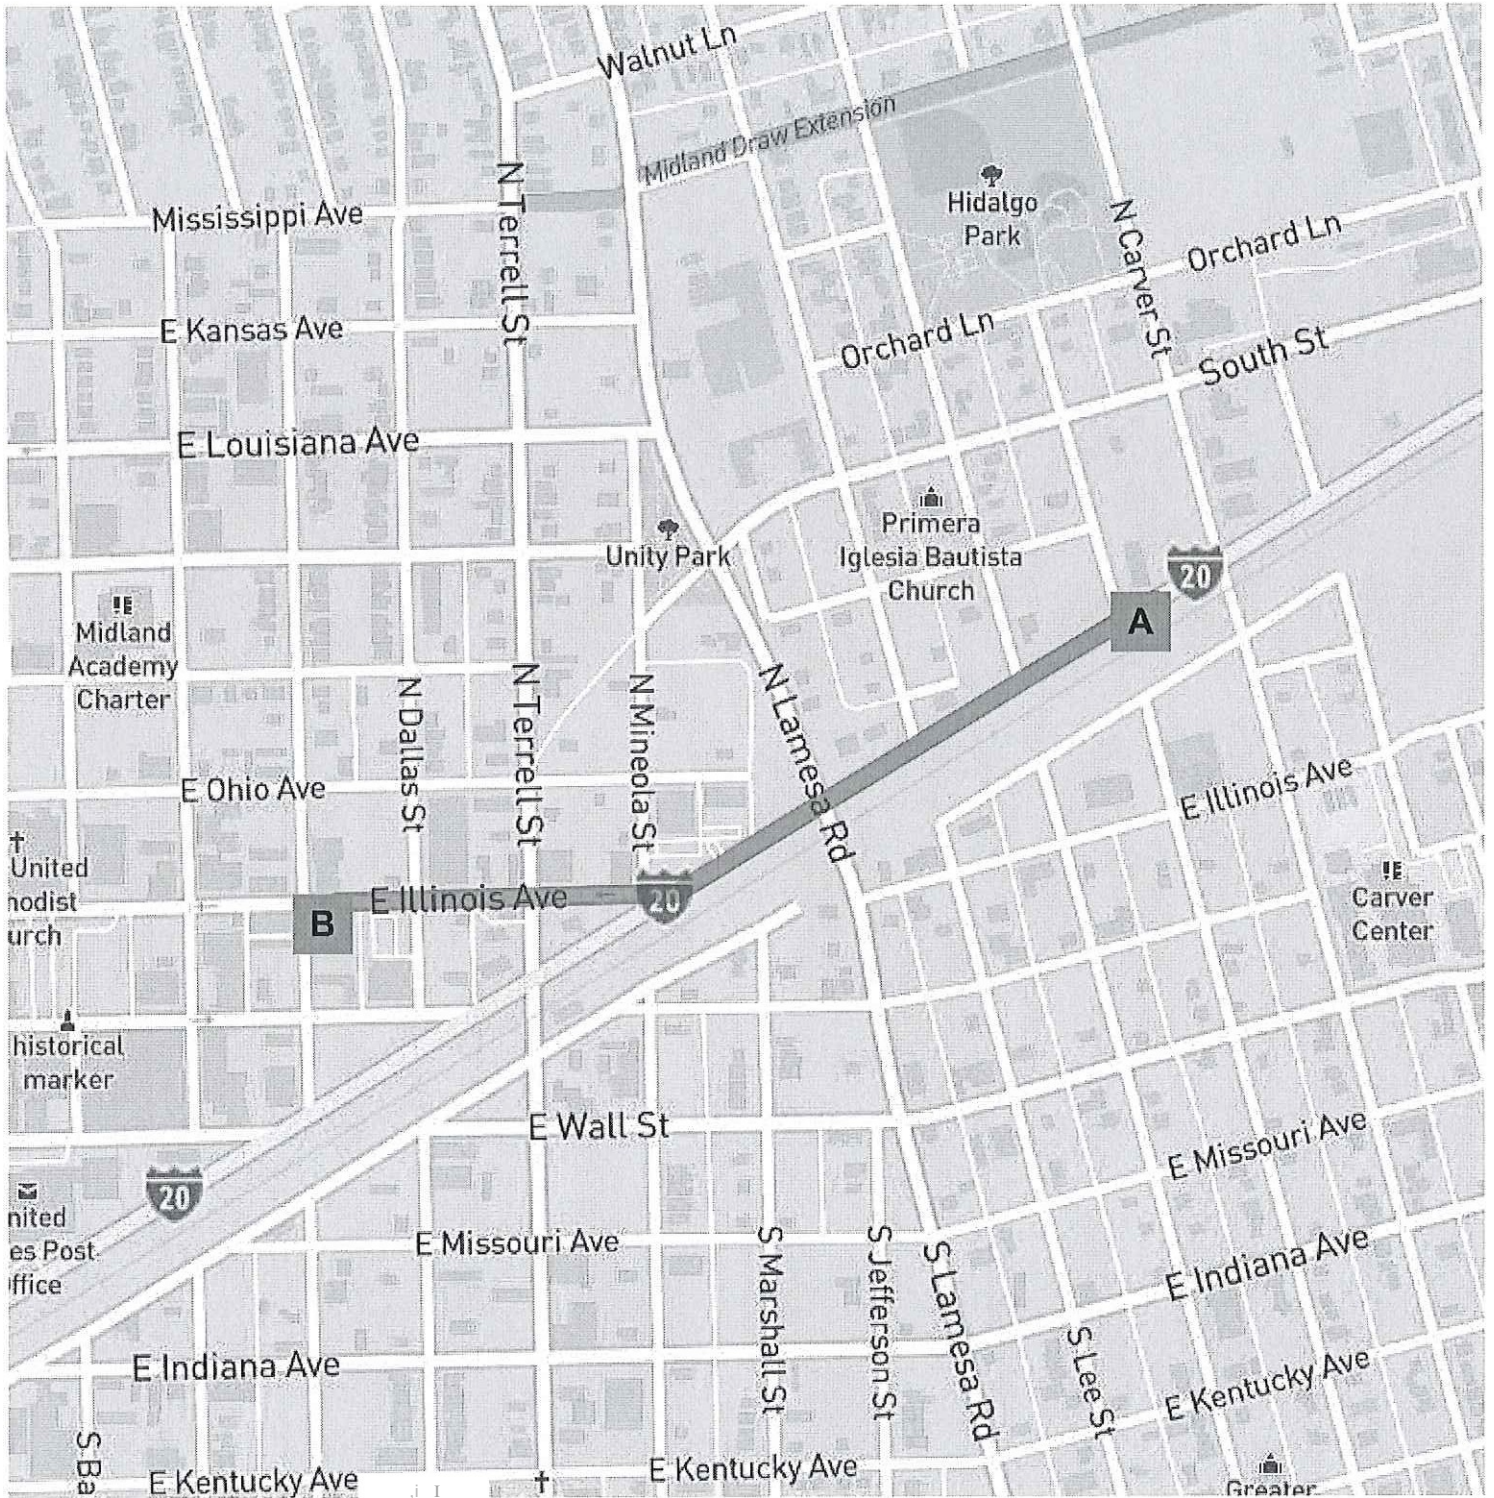 Walnut Ln
Midland Draw Extension
N Terrell St
Mississippi Ave
Hidalgo
Park
N Carver St
Orchard Ln
E Kansas Ave
Orchard Ln
South St
E Louisiana Ave
Unity Park
Primera
Iglesia Bautista
Church
20
A
Midland
Academy
Charter
N Dallas St
N Terrell St
N Mineola St
N Lamesa Rd
E Ohio Ave
E Illinois Ave
United
hodist
urch
B
E Illinois Ave
20
Carver
Center
historical
marker
E Wall St
E Missouri Ave
20
nited
es Post
ffice
E Missouri Ave
S Marshall St
S Jefferson St
S Lamesa Rd
E Indiana Ave
E Indiana Ave
S Lee St
E Kentucky Ave
S Ba
E Kentucky Ave
E Kentucky Ave
Greater